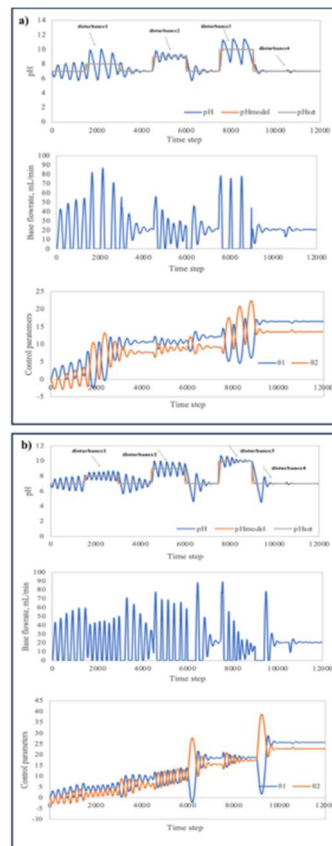 a)
16
14
12
10
8
6
4
2
0
pH
disturbance1
disturbance2
disturbance3
disturbance4
pH
pHmodel
pHset
0 2000 4000 6000 8000 10000 12000
Time step
100
90
80
70
60
50
40
30
20
10
0
Base flowrate, mL/min
0 2000 4000 6000 8000 10000 12000
Time step
25
20
15
10
5
0
-5
Control parameters
θ1
θ2
0 2000 4000 6000 8000 10000 12000
Time step
b)
12
10
8
6
4
2
0
pH
disturbance1
disturbance2
disturbance3
disturbance4
pH
pHmodel
pHset
0 2000 4000 6000 8000 10000 12000
Time step
100
90
80
70
60
50
40
30
20
10
0
Base flowrate, mL/min
0 2000 4000 6000 8000 10000 12000
Time step
45
35
25
15
5
-5
-10
Control parameters
θ1
θ2
0 2000 4000 6000 8000 10000 12000
Time step